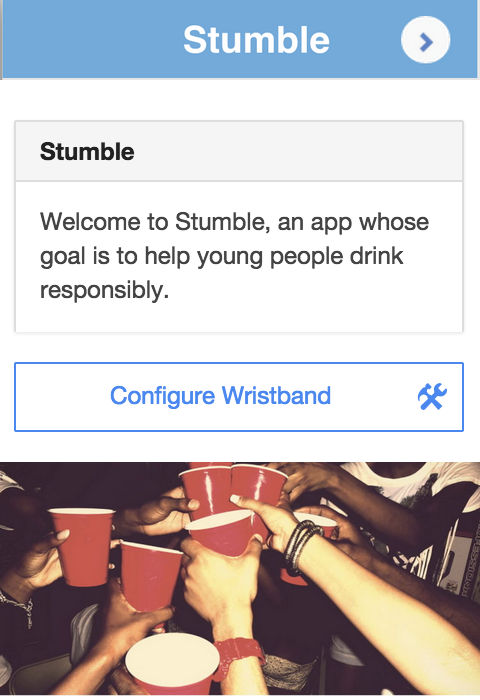 Stumble
Stumble
Welcome to Stumble, an app whose
goal is to help young people drink
responsibly.
Configure Wristband